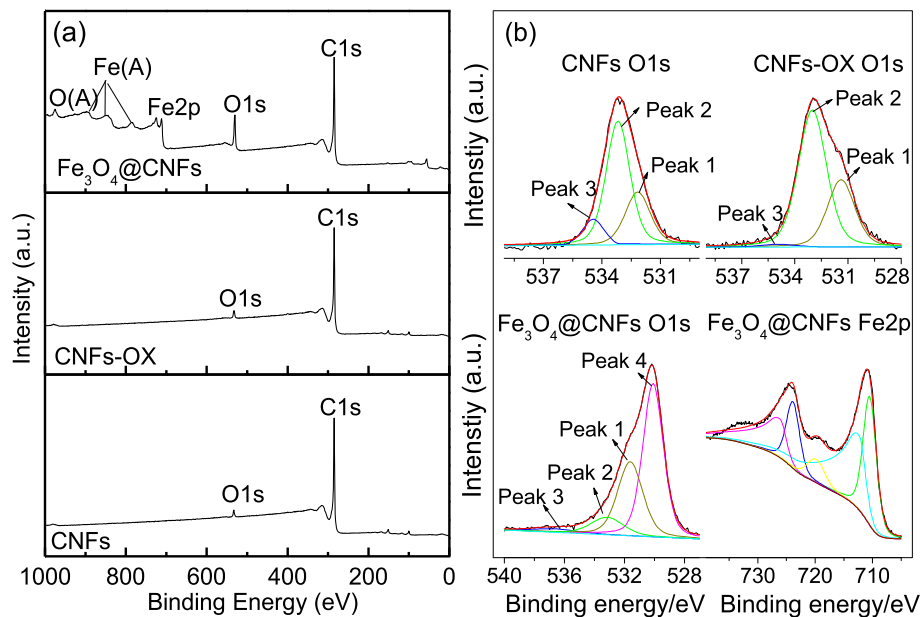 (a)
C1s
Fe(A)
O(A)
Fe2p
O1s
Fe3O4@CNFs
C1s
O1s
CNFs-OX
C1s
O1s
CNFs
Intensity (a.u.)
1000 800 600 400 200 0
Binding Energy (eV)
(b)
CNFs O1s
Peak 2
Peak 1
Peak 3
537 534 531
CNFs-OX O1s
Peak 2
Peak 1
Peak 3
537 534 531 528
Intenstiy (a.u.)
Fe3O4@CNFs O1s
Peak 4
Peak 1
Peak 2
Peak 3
540 536 532 528
Binding energy/eV
Fe3O4@CNFs Fe2p
730 720 710
Binding energy/eV
Intenstiy (a.u.)